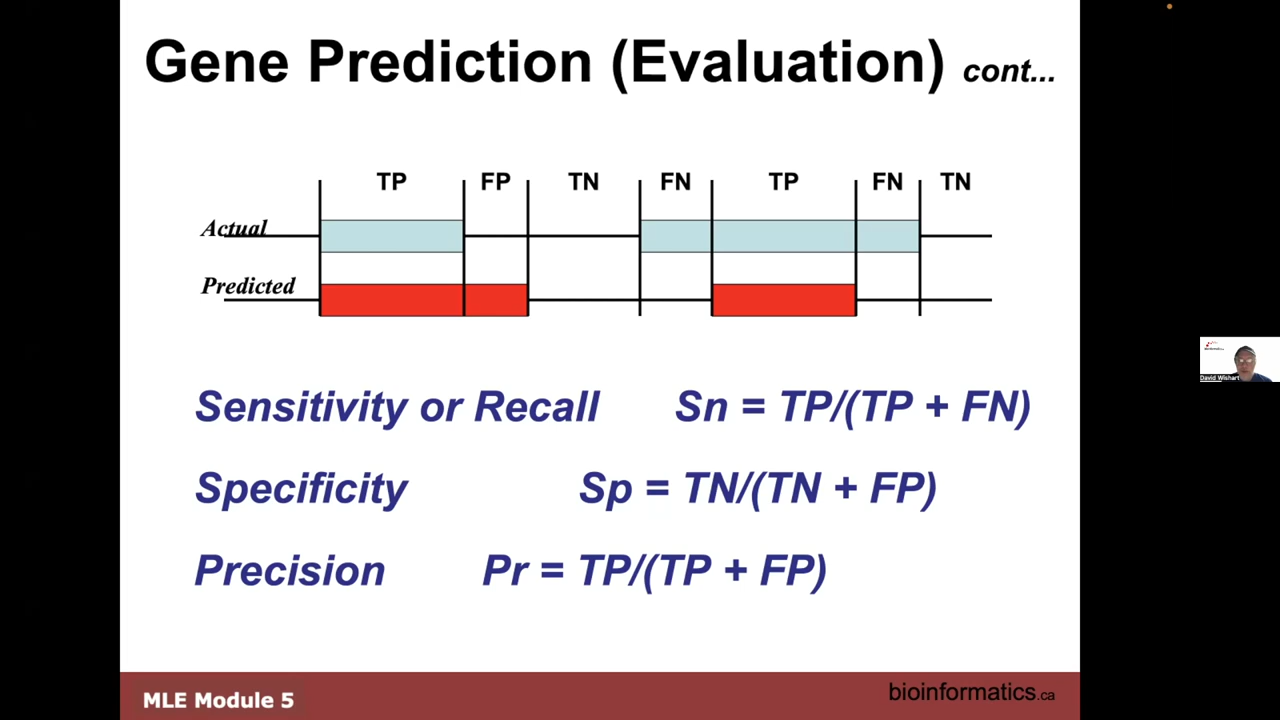 Gene Prediction (Evaluation) cont...
TP FP TN FN TP FN TN
Actual
Predicted
Sensitivity or Recall Sn = TP/(TP + FN)
Specificity Sp = TN/(TN + FP)
Precision Pr = TP/(TP + FP)
MLE Module 5
bioinformatics.ca
David Wishart